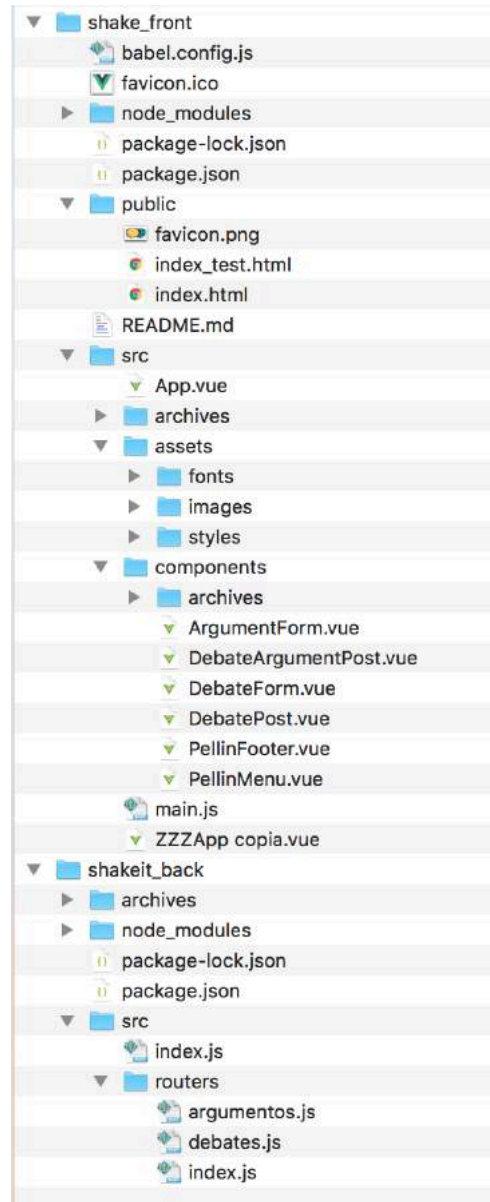 shake_front
babel.config.js
favicon.ico
node_modules
package-lock.json
package.json
public
favicon.png
index_test.html
index.html
README.md
src
App.vue
archives
assets
fonts
images
styles
components
archives
ArgumentForm.vue
DebateArgumentPost.vue
DebateForm.vue
DebatePost.vue
PellinFooter.vue
PellinMenu.vue
main.js
ZZZApp copia.vue
shakeit_back
archives
node_modules
package-lock.json
package.json
src
index.js
routers
argumentos.js
debates.js
index.js